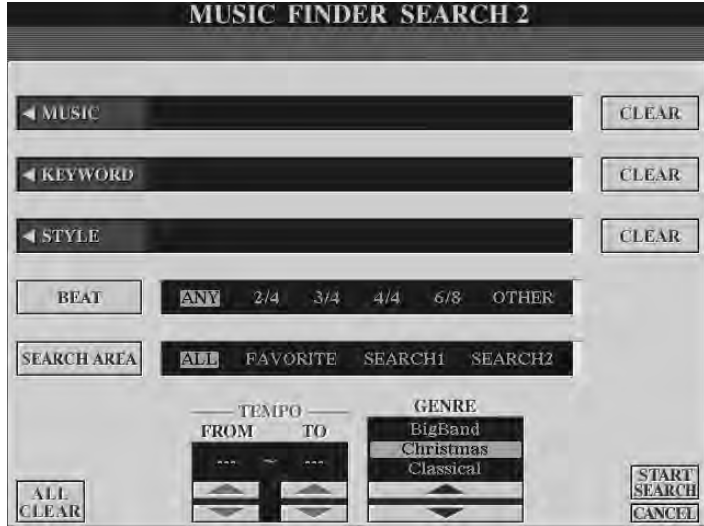 MUSIC FINDER SEARCH 2
MUSIC CLEAR
KEYWORD CLEAR
STYLE CLEAR
BEAT ANY 2/4 3/4 4/4 6/8 OTHER
SEARCH AREA ALL FAVORITE SEARCH1 SEARCH2
TEMPO
FROM TO
--- ~ ---
GENRE
BigBand
Christmas
Classical
ALL
CLEAR
START
SEARCH
CANCEL